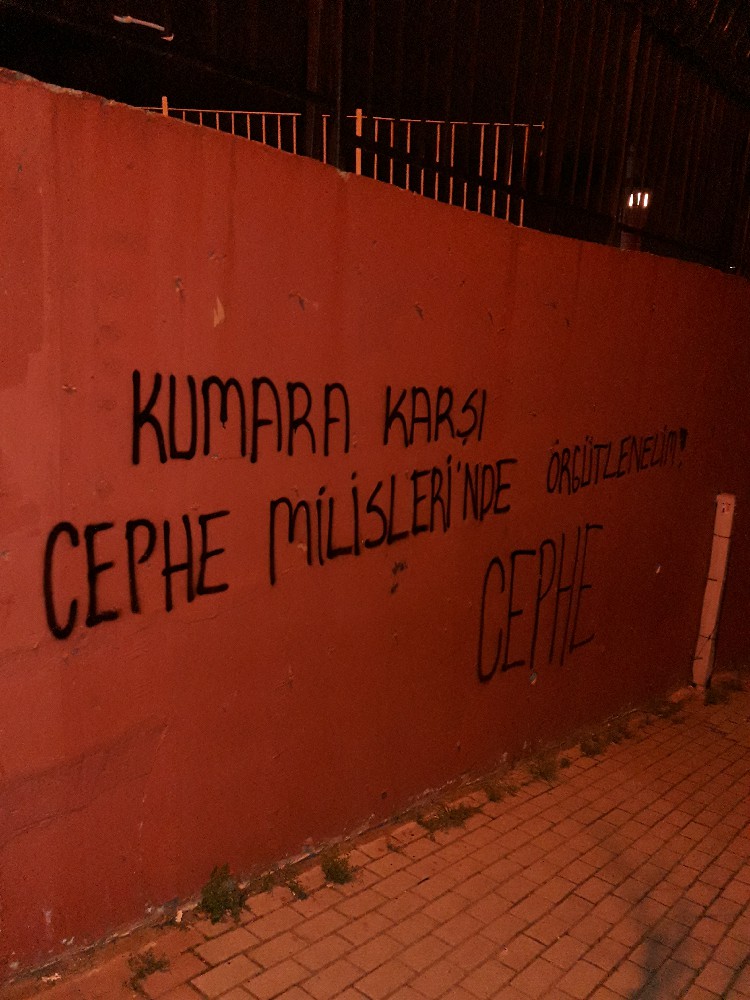 KUMARA KARŞI
CEPHE MİLİSLERİ'NDE ÖRGÜTLENELİM!
CEPHE